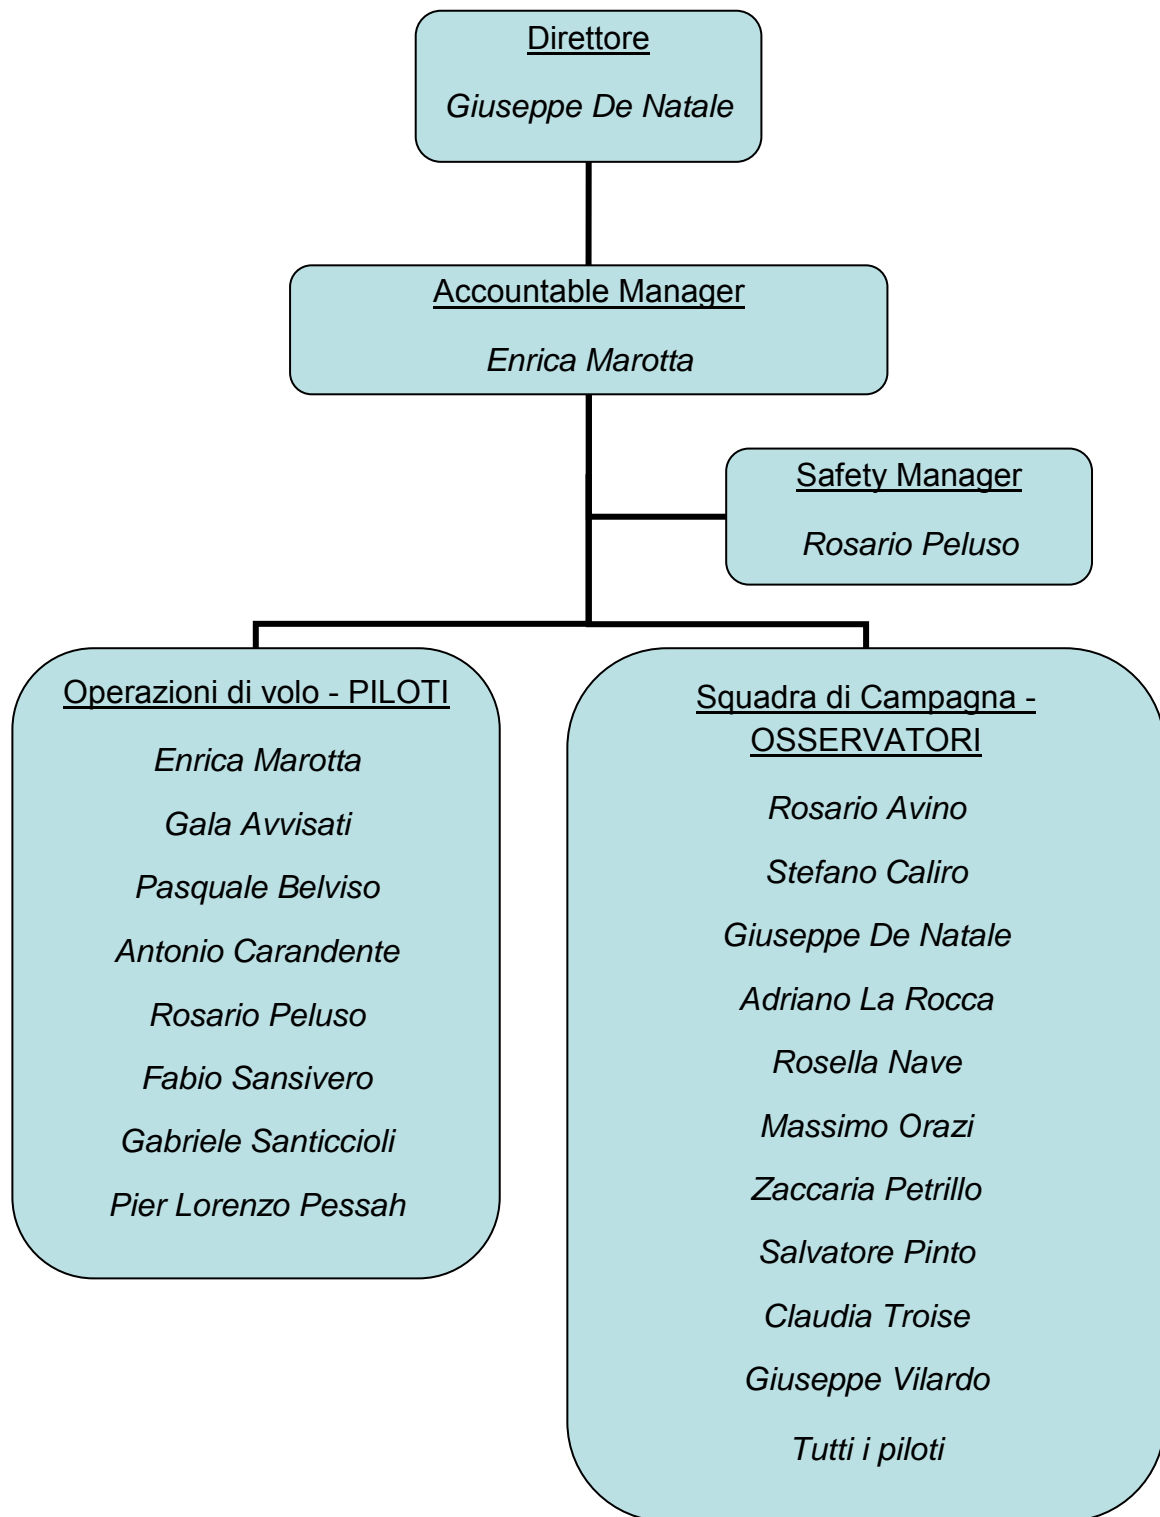 Direttore
Giuseppe De Natale
Accountable Manager
Enrica Marotta
Safety Manager
Rosario Peluso
Operazioni di volo - PILOTI
Enrica Marotta
Gala Avvisati
Pasquale Belviso
Antonio Carandente
Rosario Peluso
Fabio Sansivero
Gabriele Santiccioli
Pier Lorenzo Pessah
Squadra di Campagna -
OSSERVATORI
Rosario Avino
Stefano Caliro
Giuseppe De Natale
Adriano La Rocca
Rosella Nave
Massimo Orazi
Zaccaria Petrillo
Salvatore Pinto
Claudia Troise
Giuseppe Vilardo
Tutti i piloti